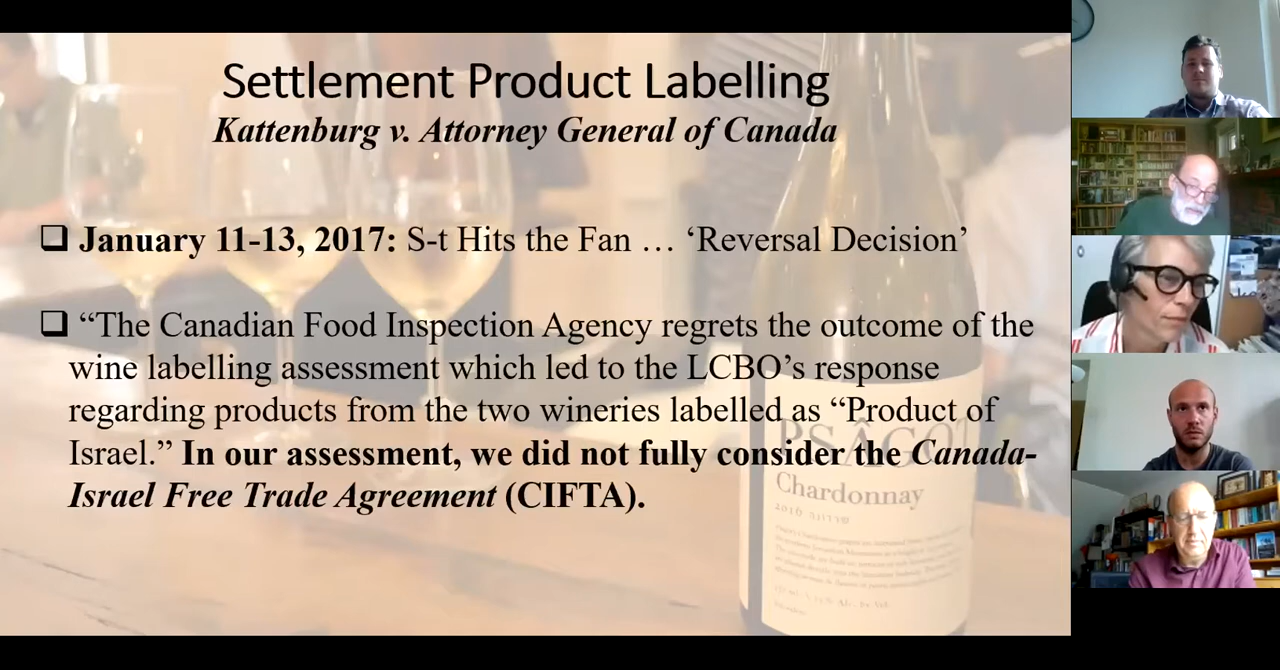 Settlement Product Labelling
Kattenburg v. Attorney General of Canada
January 11-13, 2017: S-t Hits the Fan … ‘Reversal Decision’
“The Canadian Food Inspection Agency regrets the outcome of the
wine labelling assessment which led to the LCBO’s response
regarding products from the two wineries labelled as “Product of
Israel.” In our assessment, we did not fully consider the Canada-
Israel Free Trade Agreement (CIFTA).
PSÂGOT
Chardonnay
2016 שרדונה